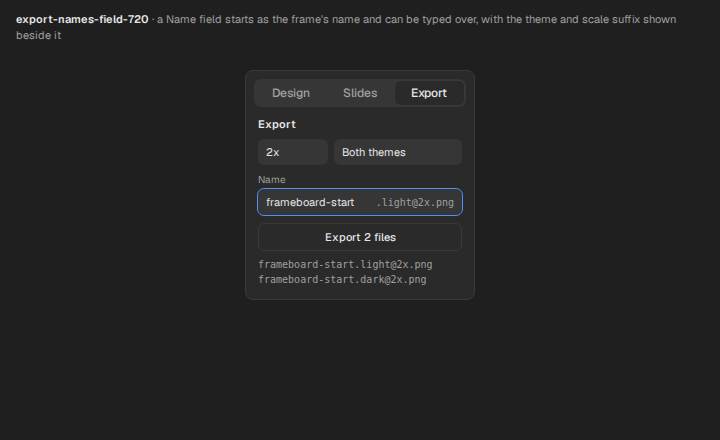 export-names-field-720 · a Name field starts as the frame's name and can be typed over, with the theme and scale suffix shown
beside it
Design Slides Export
Export
2x Both themes
Name
frameboard-start .light@2x.png
Export 2 files
frameboard-start.light@2x.png
frameboard-start.dark@2x.png